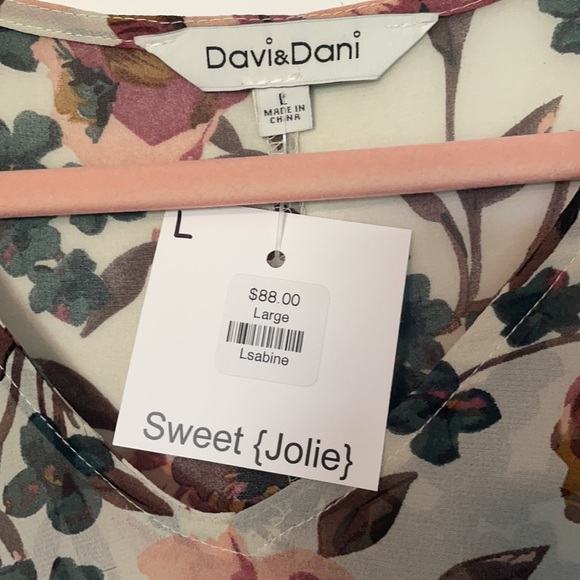 Davi&Dani
L
MADE IN
CHINA
L
$88.00
Large
Lsabine
Sweet {Jolie}